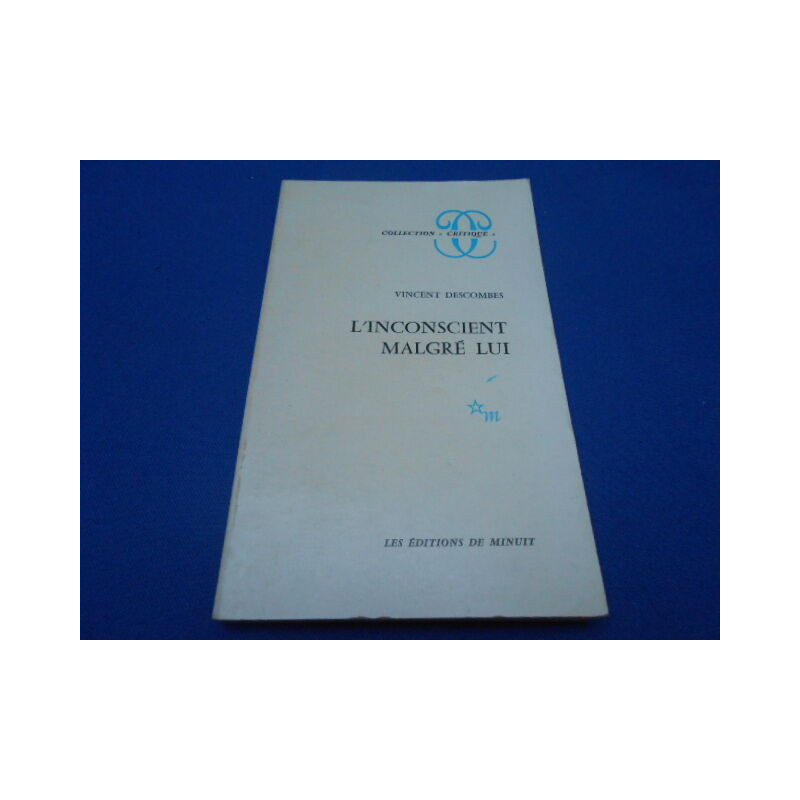 COLLECTION « CRITIQUE »
VINCENT DESCOMBES
L'INCONSCIENT
MALGRÉ LUI
m
LES ÉDITIONS DE MINUIT